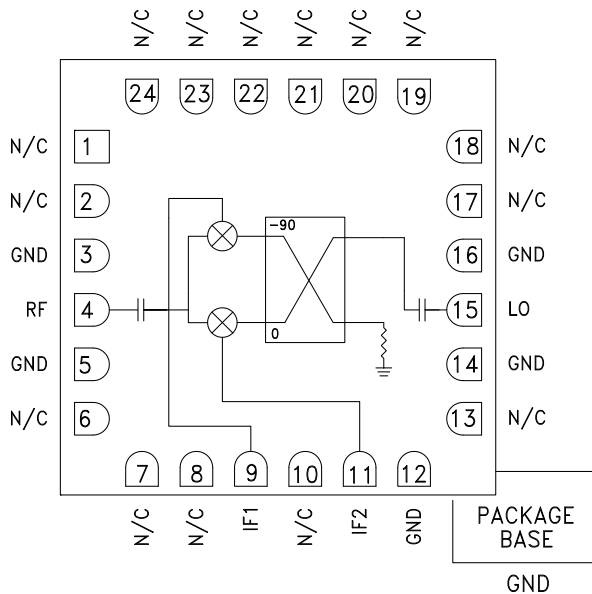 N/C N/C N/C N/C N/C N/C
24 23 22 21 20 19
N/C 1 18 N/C
N/C 2 -90 17 N/C
GND 3 16 GND
RF 4 15 LO
0
GND 5 14 GND
N/C 6 13 N/C
7 8 9 10 11 12
N/C N/C IF1 N/C IF2 GND
PACKAGE
BASE
GND